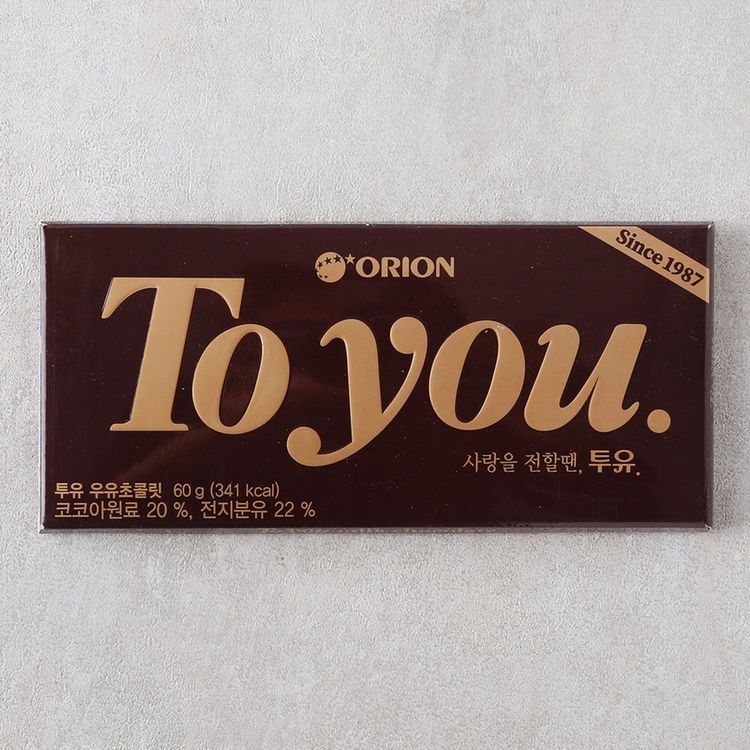 ORION
Since 1987
To you.
사랑을 전할땐, 투유.
투유 우유초콜릿 60 g (341 kcal)
코코아원료 20 %, 전지분유 22 %